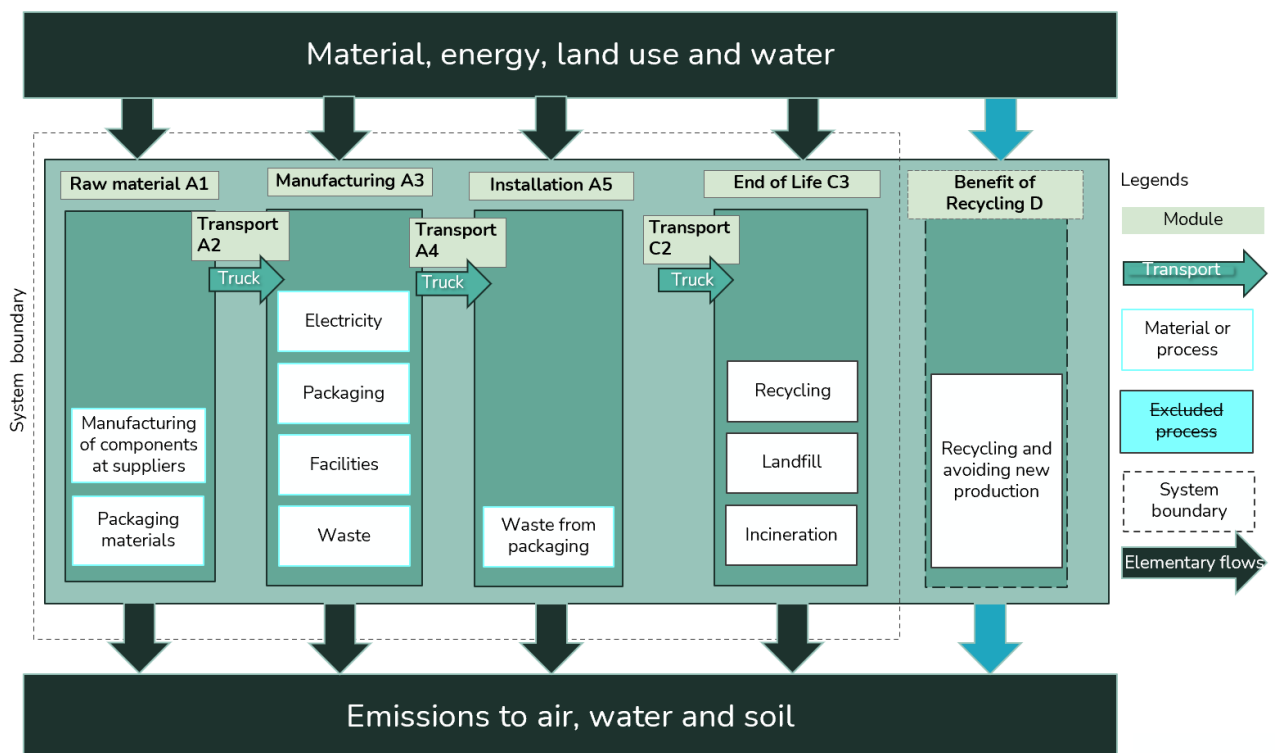 Material, energy, land use and water
Raw material A1
Manufacturing A3
Installation A5
End of Life C3
Benefit of
Recycling D
Legends
Module
Transport
A2
Truck
Transport
A4
Truck
Transport
C2
Truck
Transport
System boundary
Electricity
Packaging
Facilities
Waste
Manufacturing
of components
at suppliers
Packaging
materials
Waste from
packaging
Recycling
Landfill
Incineration
Recycling and
avoiding new
production
Material or
process
Excluded
process
System
boundary
Elementary flows
Emissions to air, water and soil